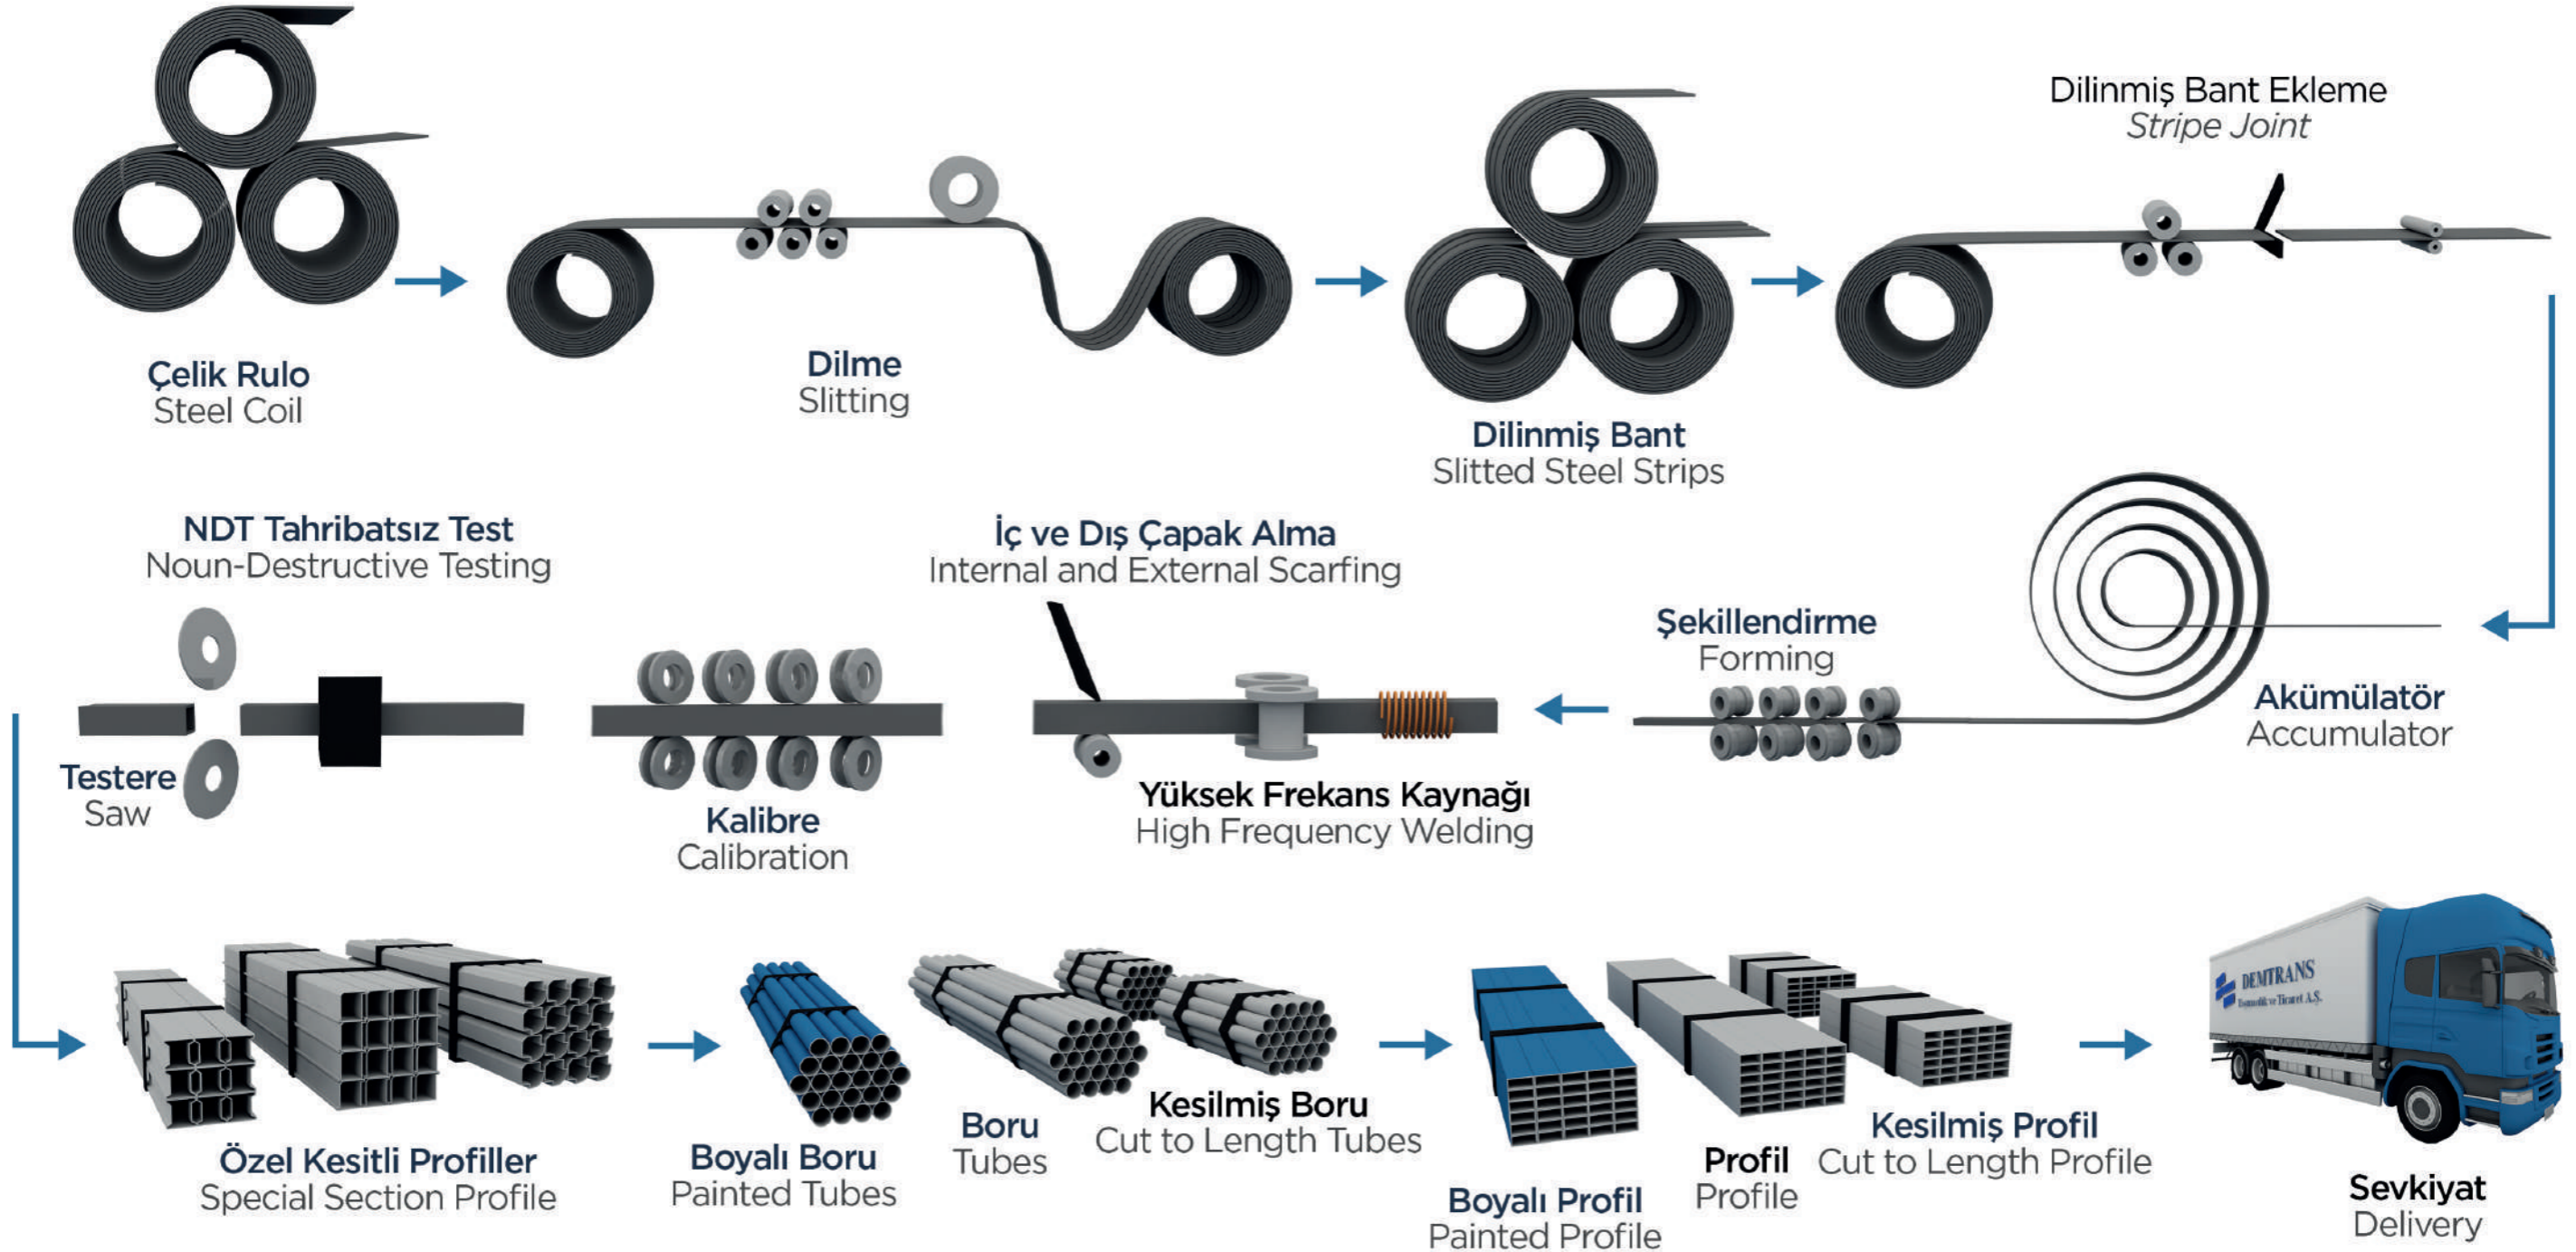 Dilinmiş Bant Ekleme
Stripe Joint
Çelik Rulo
Steel Coil
Dilme
Slitting
Dilinmiş Bant
Slitted Steel Strips
NDT Tahribatsız Test
Noun-Destructive Testing
İç ve Dış Çapak Alma
Internal and External Scarfing
Şekillendirme
Forming
Akümülatör
Accumulator
Testere
Saw
Kalibre
Calibration
Yüksek Frekans Kaynağı
High Frequency Welding
DEMTRANS
Taşımacılık ve Ticaret A.Ş.
Özel Kesitli Profiller
Special Section Profile
Boyalı Boru
Painted Tubes
Boru
Tubes
Kesilmiş Boru
Cut to Length Tubes
Boyalı Profil
Painted Profile
Profil
Profile
Kesilmiş Profil
Cut to Length Profile
Sevkiyat
Delivery